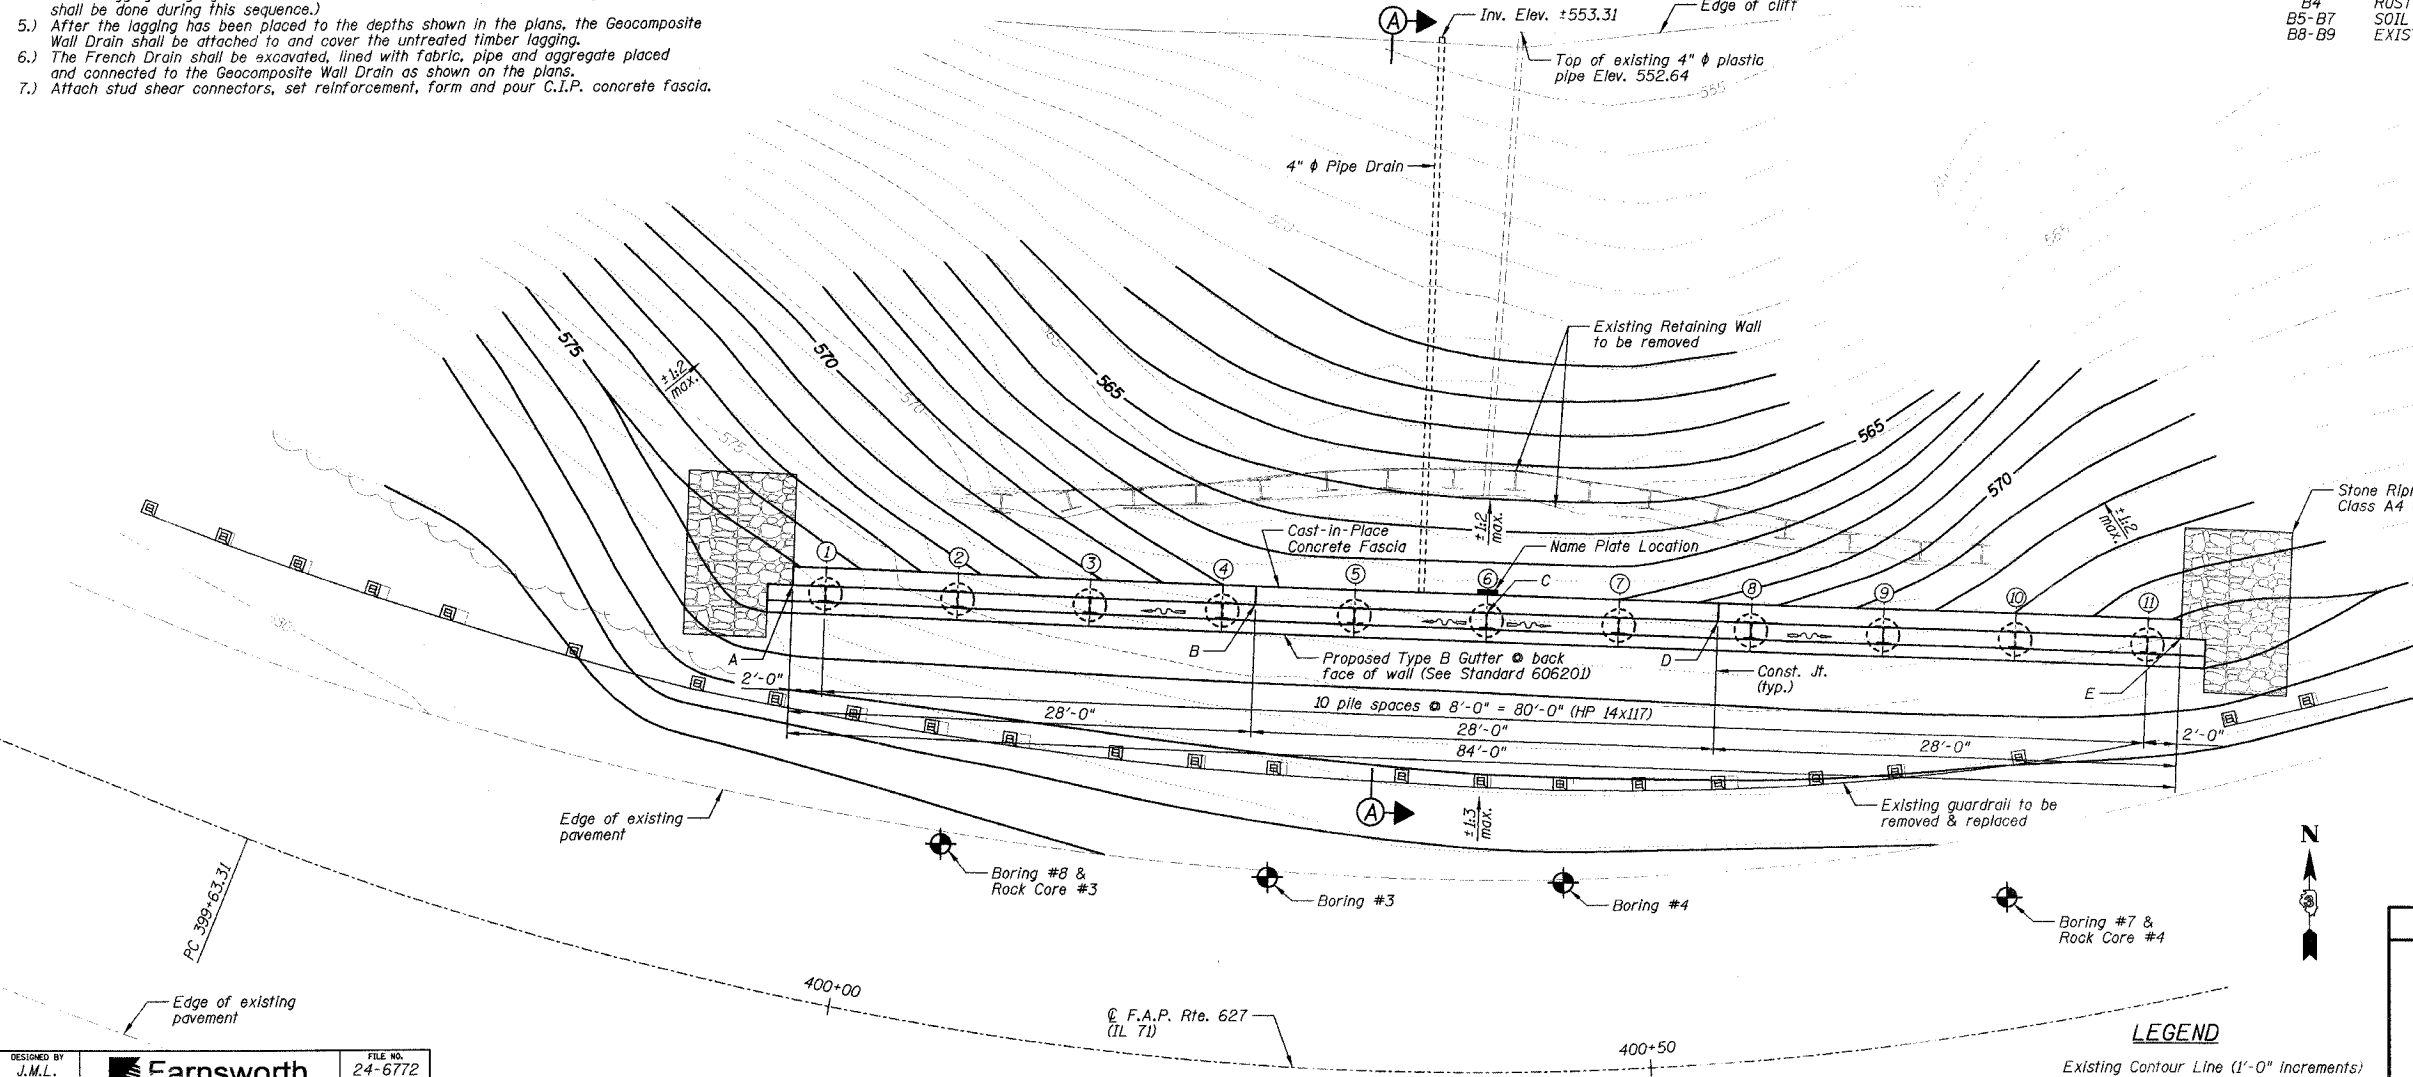 shall be done during this sequence.)
5.) After the lagging has been placed to the depths shown in the plans, the Geocomposite
Wall Drain shall be attached to and cover the untreated timber lagging.
6.) The French Drain shall be excavated, lined with fabric, pipe and aggregate placed
and connected to the Geocomposite Wall Drain as shown on the plans.
7.) Attach stud shear connectors, set reinforcement, form and pour C.I.P. concrete fascia.
A
Inv. Elev. ±553.31
Edge of cliff
Top of existing 4" ϕ plastic
pipe Elev. 552.64
B4
B5-B7 SOIL
B8-B9
555
4" ϕ Pipe Drain
565
Existing Retaining Wall
to be removed
575
±1:2
max.
570
565
565
570
575
565
570
±1:2
max.
±1:2
max.
Stone
Class A4
Cast-in-Place
Concrete Fascia
Name Plate Location
1
2
3
4
5
6
C
7
8
9
10
11
A
B
Proposed Type B Gutter @ back
face of wall (See Standard 606201)
D
Const. Jt.
(typ.)
E
2'-0"
10 pile spaces @ 8'-0" = 80'-0" (HP 14x117)
28'-0"
28'-0"
28'-0"
2'-0"
84'-0"
A
±1:3
max.
Existing guardrail to be
removed & replaced
Edge of existing
pavement
Boring #8 &
Rock Core #3
Boring #3
Boring #4
Boring #7 &
Rock Core #4
N
PC 399+63.31
Edge of existing
pavement
400+00
℄ F.A.P. Rte. 627
(IL 71)
400+50
LEGEND
Existing Contour Line (1'-0" increments)
DESIGNED BY
J.M.L.
Farnsworth
FILE NO.
24-6772